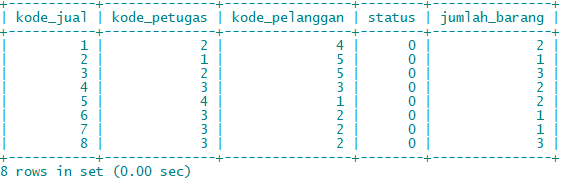 +-----------+--------------+----------------+--------+---------------+
| kode_jual | kode_petugas | kode_pelanggan | status | jumlah_barang |
+-----------+--------------+----------------+--------+---------------+
|         1 |            2 |              4 |      0 |             2 |
|         2 |            1 |              5 |      0 |             1 |
|         3 |            2 |              5 |      0 |             3 |
|         4 |            3 |              3 |      0 |             2 |
|         5 |            4 |              1 |      0 |             2 |
|         6 |            3 |              2 |      0 |             1 |
|         7 |            3 |              2 |      0 |             1 |
|         8 |            3 |              2 |      0 |             3 |
+-----------+--------------+----------------+--------+---------------+
8 rows in set (0.00 sec)